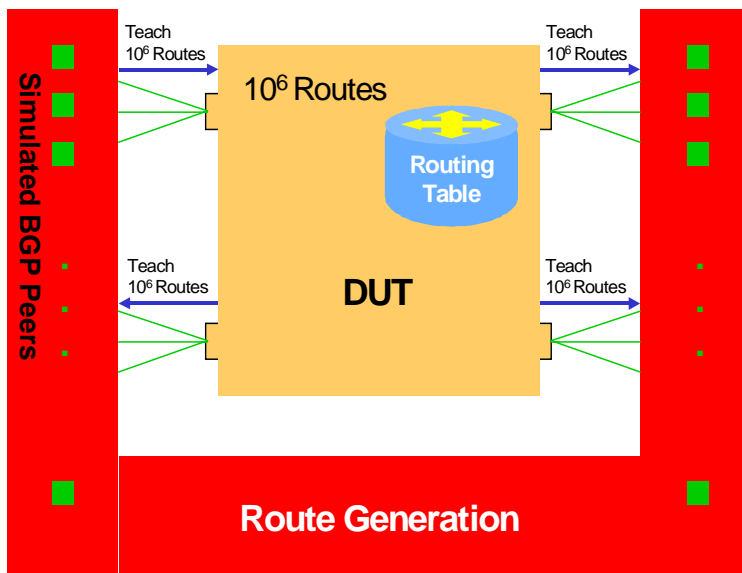 Teach
10⁶ Routes
Teach
10⁶ Routes
10⁶ Routes
Routing
Table
Simulated BGP Peers
Teach
10⁶ Routes
Teach
10⁶ Routes
DUT
Route Generation